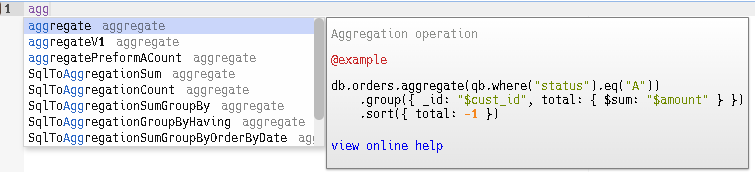 1 agg
aggregate aggregate
aggregateV1 aggregate
aggregatePreformACount aggregate
SqlToAggregationSum aggregate
SqlToAggregationCount aggregate
SqlToAggregationSumGroupBy aggregate
SqlToAggregationGroupByHaving aggregate
SqlToAggregationSumGroupByOrderByDate agg
Aggregation operation
@example
db.orders.aggregate(qb.where("status").eq("A"))
.group({ _id: "$cust_id", total: { $sum: "$amount" } })
.sort({ total: -1 })
view online help